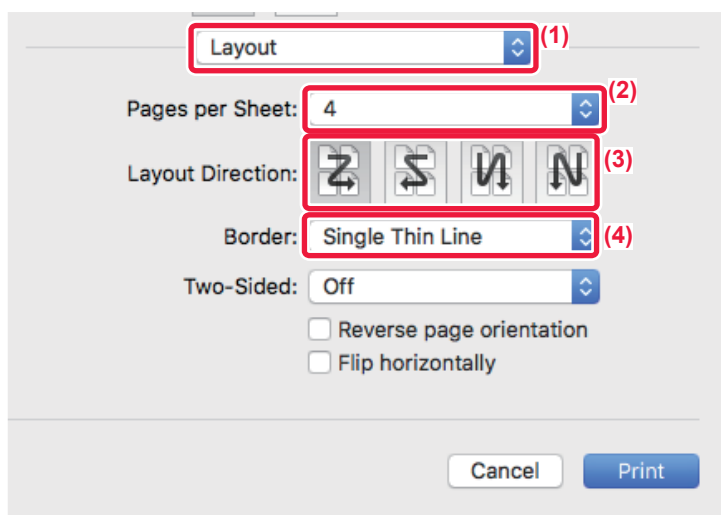 Layout (1)
Pages per Sheet: 4 (2)
Layout Direction: (3)
Border: Single Thin Line (4)
Two-Sided: Off
Reverse page orientation
Flip horizontally
Cancel Print